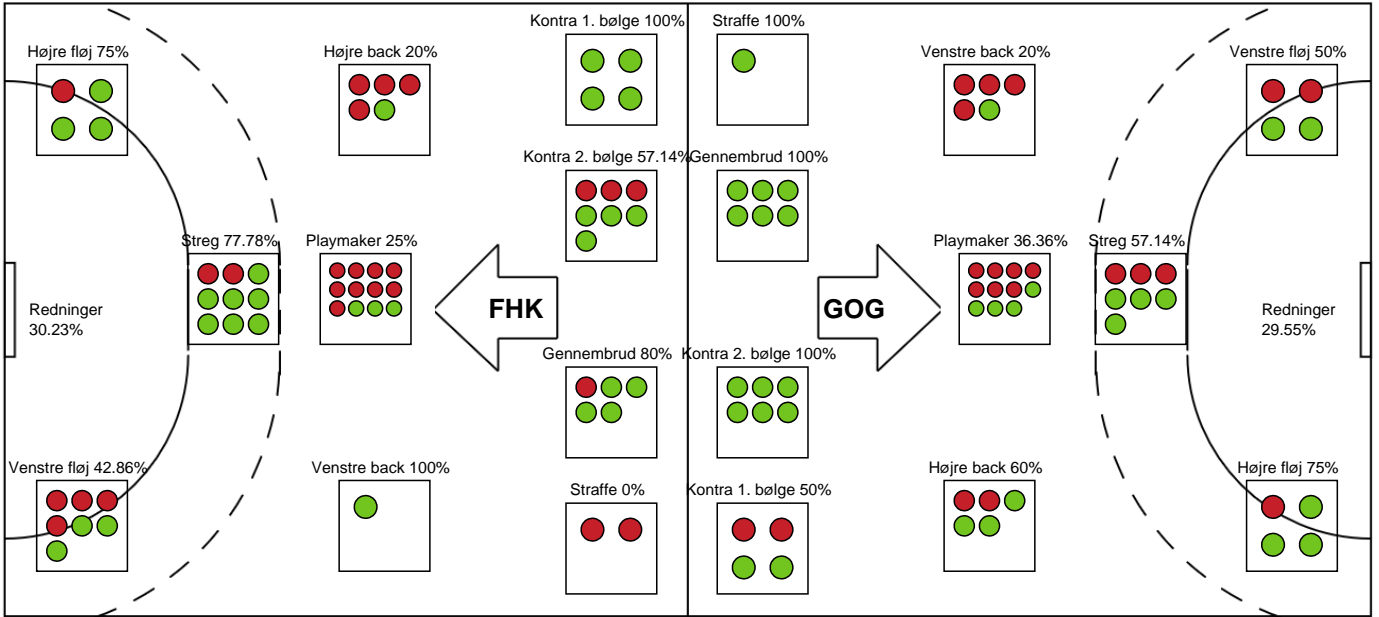 Kontra 1. bølge 100%
Straffe 100%
Højre fløj 75%
Højre back 20%
Venstre back 20%
Venstre fløj 50%
Kontra 2. bølge 57.14%
Gennembrud 100%
Streg 77.78%
Playmaker 25%
Playmaker 36.36%
Streg 57.14%
Redninger
30.23%
FHK
GOG
Redninger
29.55%
Gennembrud 80%
Kontra 2. bølge 100%
Venstre fløj 42.86%
Venstre back 100%
Straffe 0%
Kontra 1. bølge 50%
Højre back 60%
Højre fløj 75%